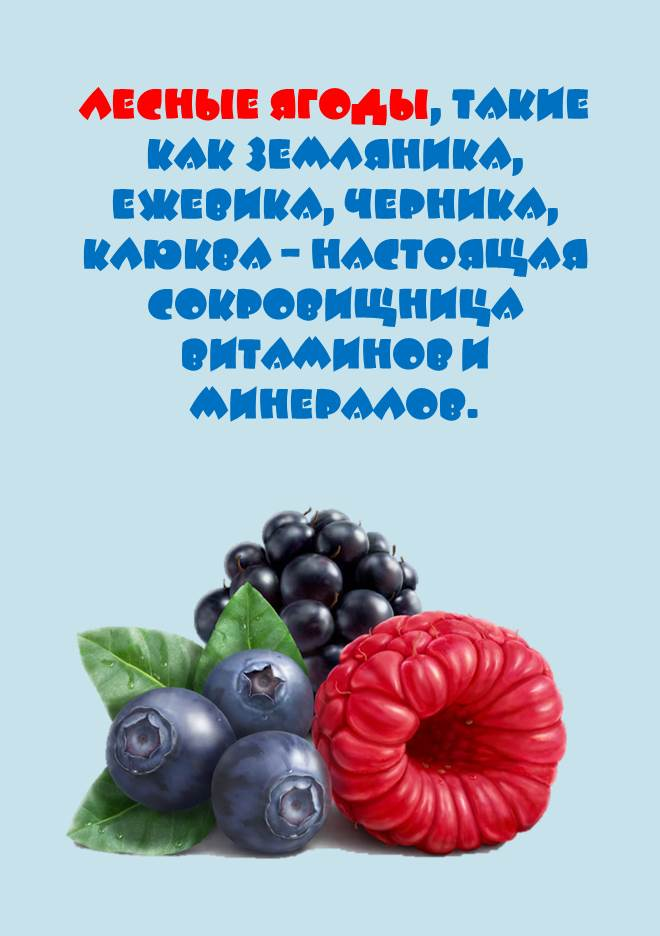 ЛЕСНЫЕ ЯГОДЫ, ТАКИЕ
КАК ЗЕМЛЯНИКА,
ЕЖЕВИКА, ЧЕРНИКА,
КЛЮКВА - НАСТОЯЩАЯ
СОКРОВИЩНИЦА
ВИТАМИНОВ И
МИНЕРАЛОВ.